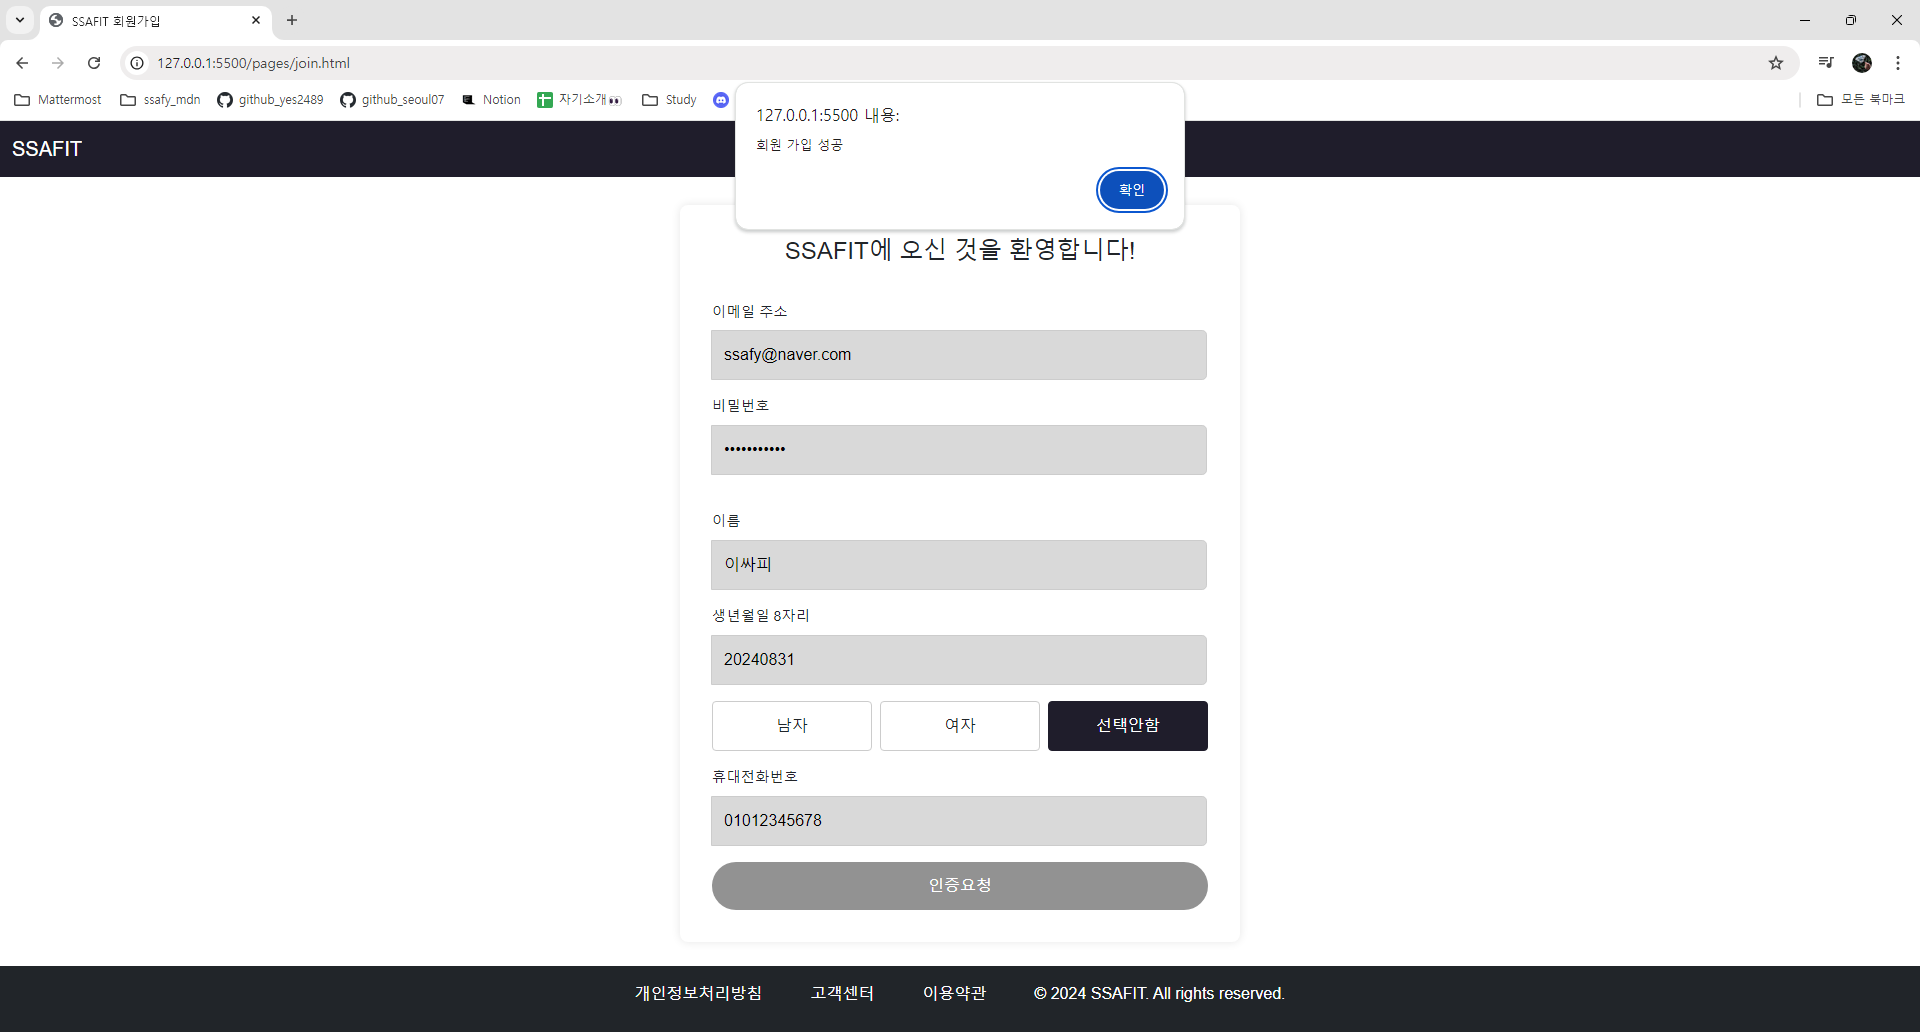 SSAFIT 회원가입
127.0.0.1:5500/pages/join.html
Mattermost ssafy_mdn github_yes2489 github_seoul07 Notion 자기소개👀 Study 모든 북마크
127.0.0.1:5500 내용:
회원 가입 성공
확인
SSAFIT
SSAFIT에 오신 것을 환영합니다!
이메일 주소
ssafy@naver.com
비밀번호
•••••••••••
이름
이싸피
생년월일 8자리
20240831
남자 여자 선택안함
휴대전화번호
01012345678
인증요청
개인정보처리방침 고객센터 이용약관 © 2024 SSAFIT. All rights reserved.